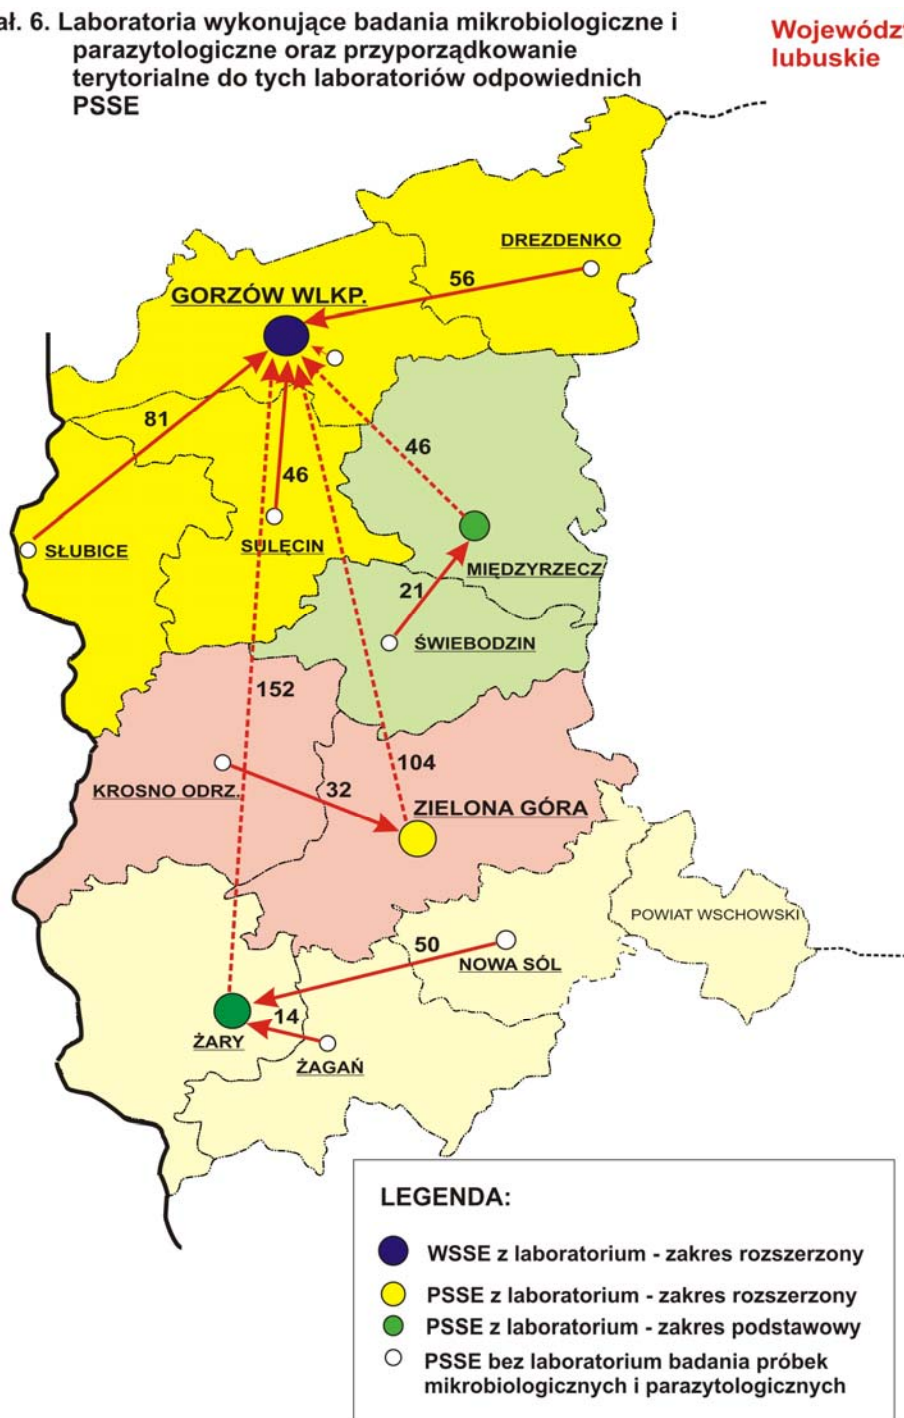 ał. 6. Laboratoria wykonujące badania mikrobiologiczne i
parazytologiczne oraz przyporządkowanie
terytorialne do tych laboratoriów odpowiednich
PSSE
Województ
lubuskie
DREZDENKO
56
GORZÓW WLKP.
81
46
46
SŁUBICE
SULĘCIN
MIĘDZYRZECZ
21
ŚWIEBODZIN
152
104
KROSNO ODRZ.
32
ZIELONA GÓRA
POWIAT WSCHOWSKI
50
NOWA SÓL
14
ŻARY
ŻAGAŃ
LEGENDA:
WSSE z laboratorium - zakres rozszerzony
PSSE z laboratorium - zakres rozszerzony
PSSE z laboratorium - zakres podstawowy
PSSE bez laboratorium badania próbek
mikrobiologicznych i parazytologicznych